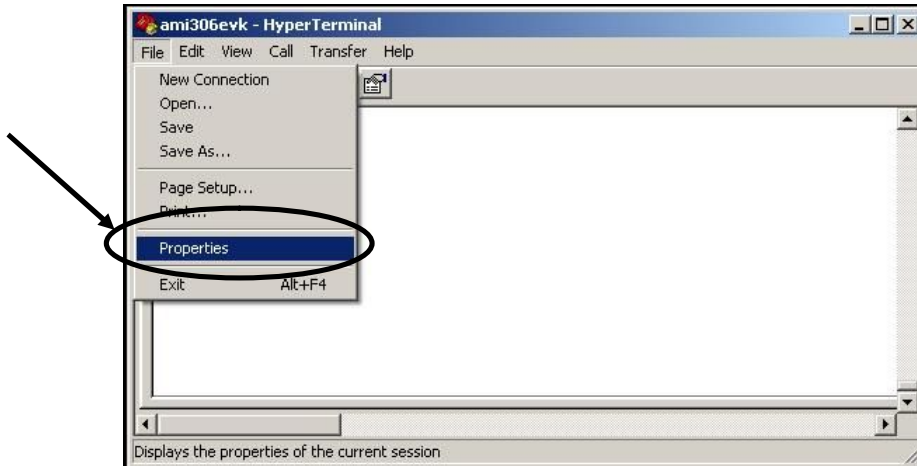 ami306evk - HyperTerminal
File Edit View Call Transfer Help
New Connection
Open...
Save
Save As...
Page Setup...
Print...
Properties
Exit Alt+F4
Displays the properties of the current session